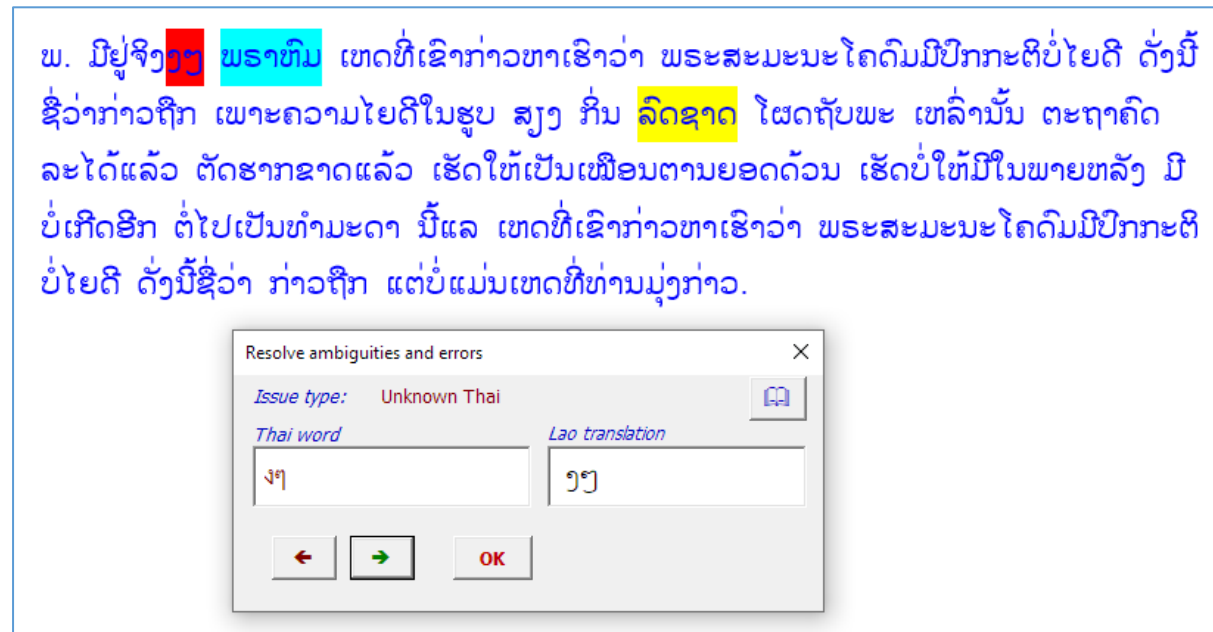 ພ. ມີຢູ່ຈິງງໆ ພຣາຫົມ ເຫດທີ່ເຂົາກ່າວຫາເຮົາວ່າ ພຣະສະມະນະໂຄດົມມີປົກກະຕິບໍ່ໄຍດີ ດັ່ງນີ້
ຊື່ວ່າກ່າວຖືກ ເພາະຄວາມໄຍດີໃນຮູບ ສຽງ ກິ່ນ ລົດຊາດ ໂຜດຖັບພະ ເຫລົ່ານັ້ນ ຕະຖາຄົດ
ລະໄດ້ແລ້ວ ຕັດຮາກຂາດແລ້ວ ເຮັດໃຫ້ເປັນເໝືອນຕານຍອດດ້ວນ ເຮັດບໍ່ໃຫ້ມີໃນພາຍຫລັງ ມີ
ບໍ່ເກີດອີກ ຕໍ່ໄປເປັນທຳມະດາ ນີ້ແລ ເຫດທີ່ເຂົາກ່າວຫາເຮົາວ່າ ພຣະສະມະນະໂຄດົມມີປົກກະຕິ
ບໍ່ໄຍດີ ດັ່ງນີ້ຊື່ວ່າ ກ່າວຖືກ ແຕ່ບໍ່ແມ່ນເຫດທີ່ທ່ານມຸ່ງກ່າວ.
Resolve ambiguities and errors
Issue type: Unknown Thai
Thai word Lao translation
งๆ ງໆ
OK